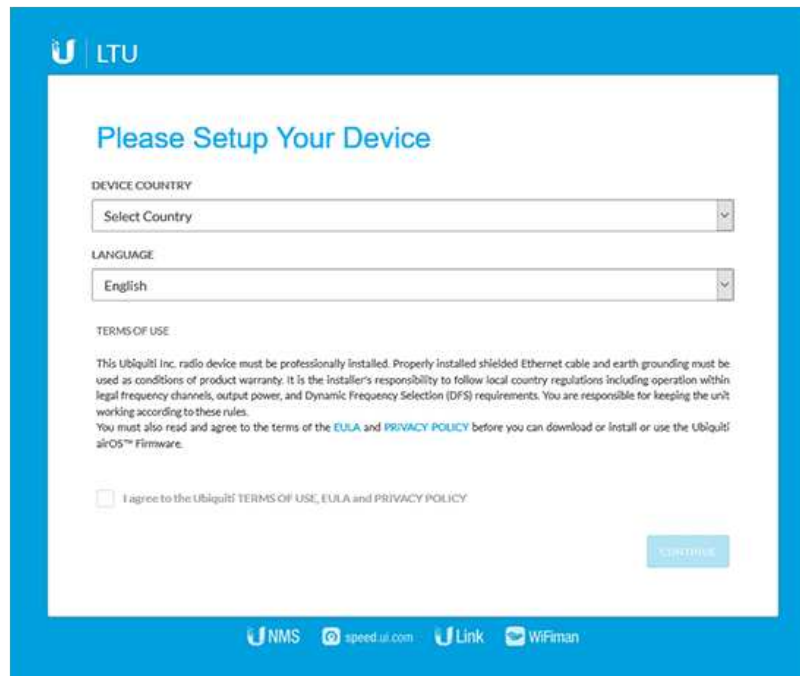 LTU
Please Setup Your Device
DEVICE COUNTRY
Select Country
LANGUAGE
English
TERMS OF USE
This Ubiquiti Inc. radio device must be professionally installed. Properly installed shielded Ethernet cable and earth grounding must be
used as conditions of product warranty. It is the installer's responsibility to follow local country regulations including operation within
legal frequency channels, output power, and Dynamic Frequency Selection (DFS) requirements. You are responsible for keeping the unit
working according to these rules.
You must also read and agree to the terms of the EULA and PRIVACY POLICY before you can download or install or use the Ubiquiti
airOS™ Firmware.
I agree to the Ubiquiti TERMS OF USE, EULA and PRIVACY POLICY
CONTINUE
UNMS speed.ui.com U Link WiFiman